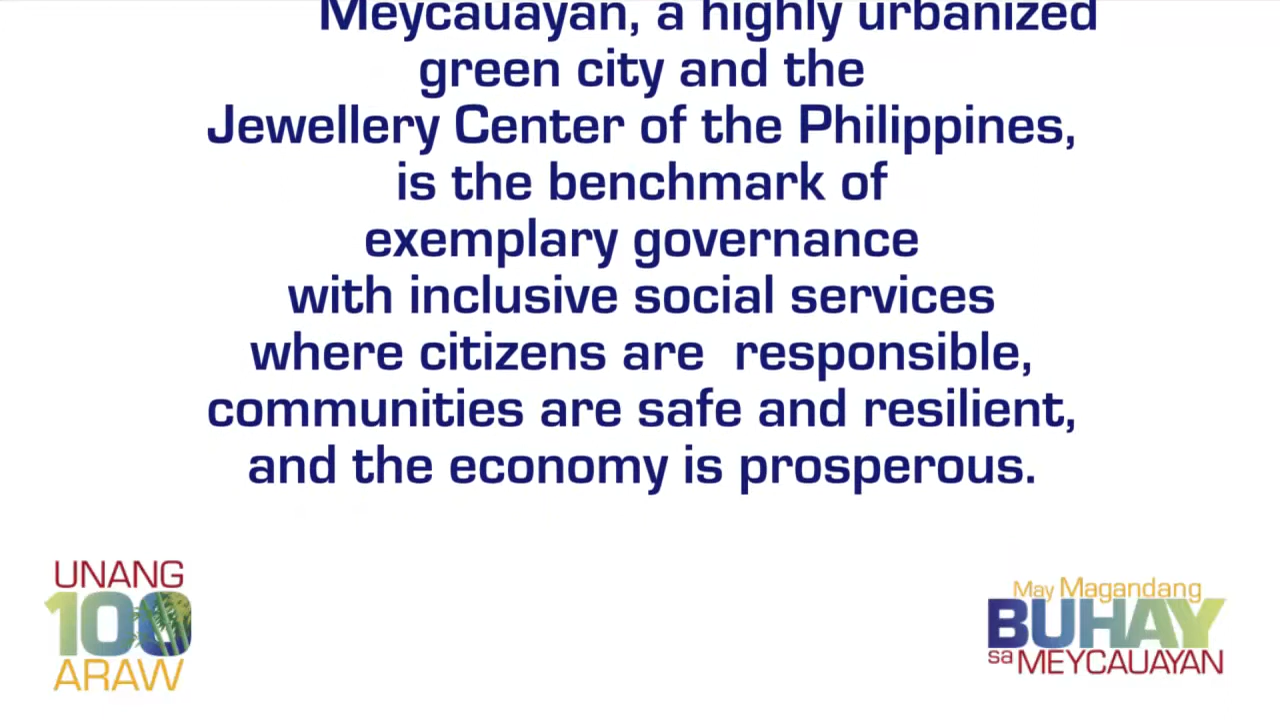 Meycauayan, a highly urbanized
green city and the
Jewellery Center of the Philippines,
is the benchmark of
exemplary governance
with inclusive social services
where citizens are  responsible,
communities are safe and resilient,
and the economy is prosperous.
UNANG
100
ARAW
May Magandang
BUHAY
sa MEYCAUAYAN